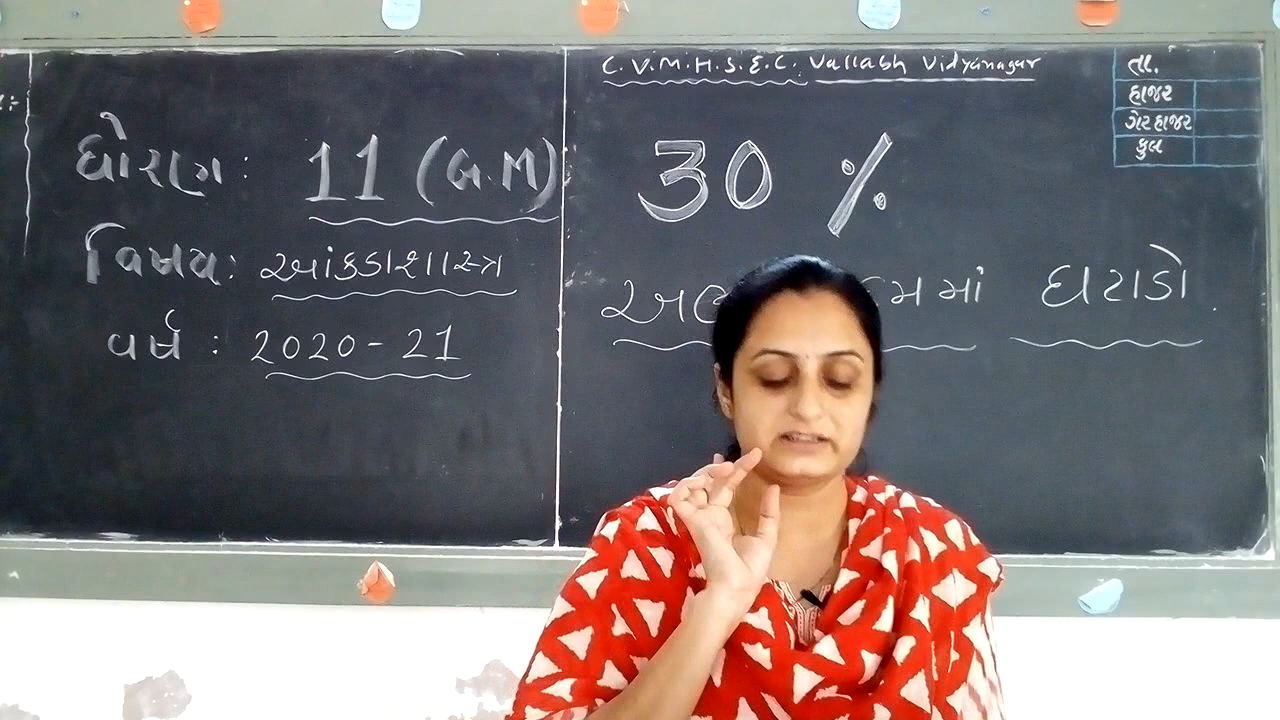 C.V.M.H.S.E.C. Vallabh Vidyanagar
તા.
હાજર
ગેરહાજર
કુલ
ધોરણ: 11 (G.M)
વિષય: આંકડાશાસ્ત્ર
વર્ષ: 2020-21
30 %
ઘટાડો.